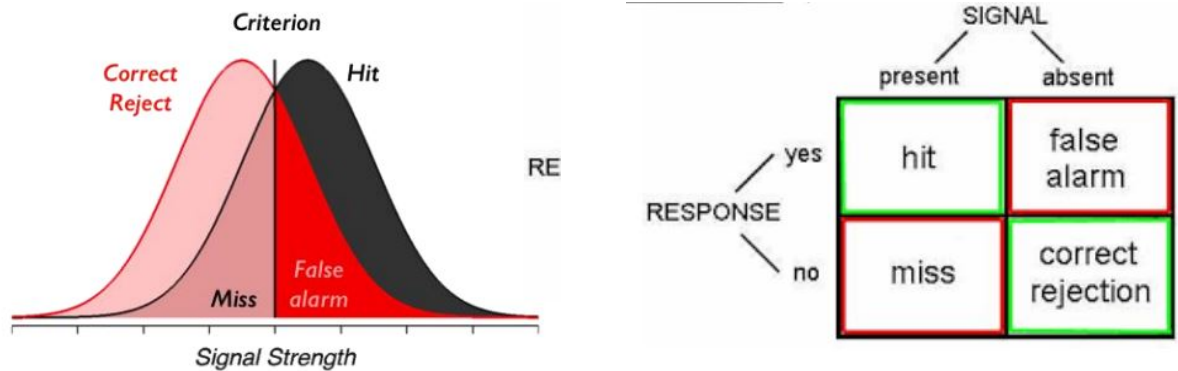 Criterion
Correct
Reject
Hit
Miss
False
alarm
Signal Strength
RE
SIGNAL
present
absent
RESPONSE
yes
no
hit
false
alarm
miss
correct
rejection